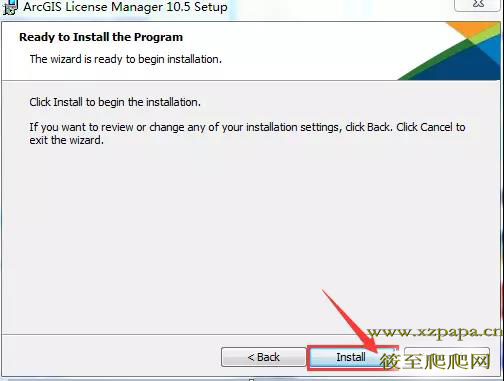 ArcGIS License Manager 10.5 Setup
Ready to Install the Program
The wizard is ready to begin installation.
Click Install to begin the installation.
If you want to review or change any of your installation settings, click Back. Click Cancel to
exit the wizard.
www.xzpapa.cn
< Back
Install
筱至爬爬网